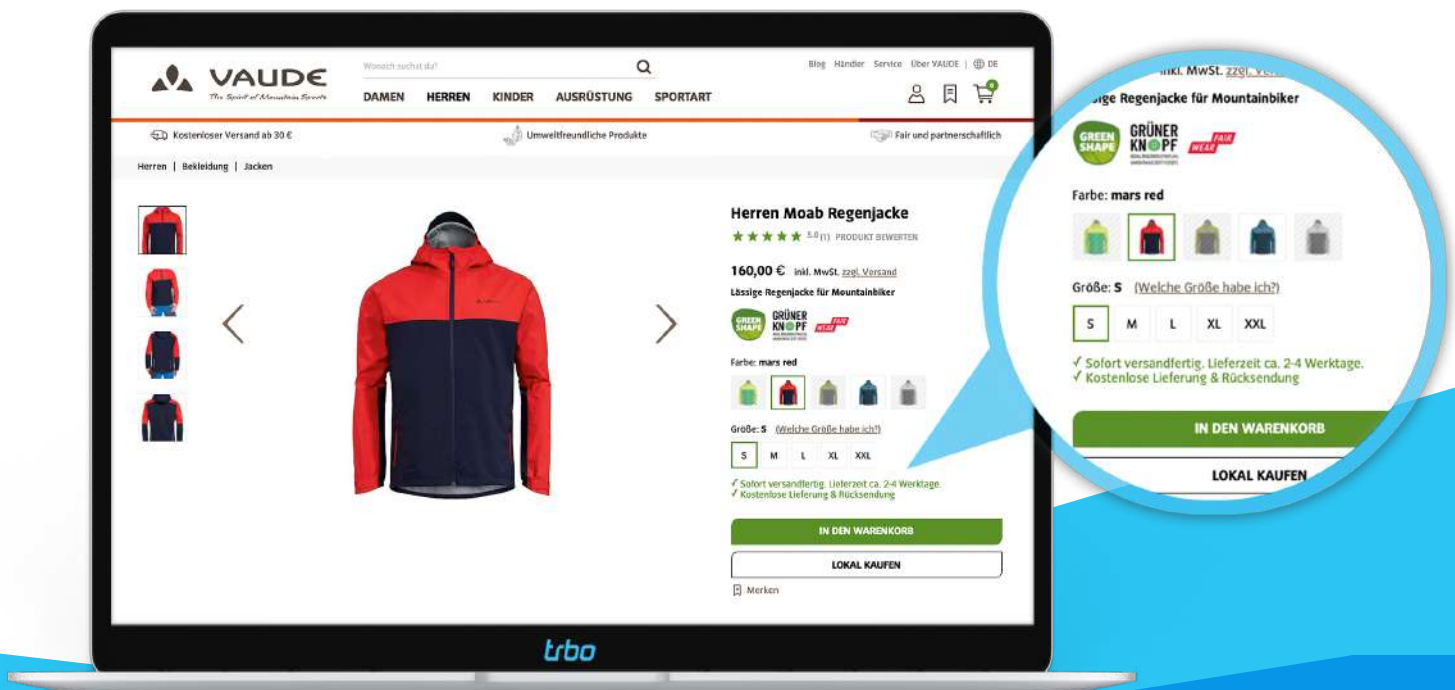 VAUDE
The Spirit of Mountain Sports
Wonach suchst du?
Blog Händler Service Über VAUDE | DE
DAMEN HERREN KINDER AUSRÜSTUNG SPORTART
0
Kostenloser Versand ab 30 €
Umweltfreundliche Produkte
Fair und partnerschaftlich
Herren | Bekleidung | Jacken
Herren Moab Regenjacke
5.0 (1) PRODUKT BEWERTEN
160,00 € inkl. MwSt. zzgl. Versand
Lässige Regenjacke für Mountainbiker
GREEN SHAPE
GRÜNER KNOPF
FAIR WEAR
Farbe: mars red
Größe: S (Welche Größe habe ich?)
S M L XL XXL
✓ Sofort versandfertig. Lieferzeit ca. 2-4 Werktage.
✓ Kostenlose Lieferung & Rücksendung
IN DEN WARENKORB
LOKAL KAUFEN
Merken
trbo
inkl. MwSt. zzgl.
Regenjacke für Mountainbiker
GREEN SHAPE
GRÜNER KNOPF
FAIR WEAR
Farbe: mars red
Größe: S (Welche Größe habe ich?)
S M L XL XXL
✓ Sofort versandfertig. Lieferzeit ca. 2-4 Werktage.
✓ Kostenlose Lieferung & Rücksendung
IN DEN WARENKORB
LOKAL KAUFEN